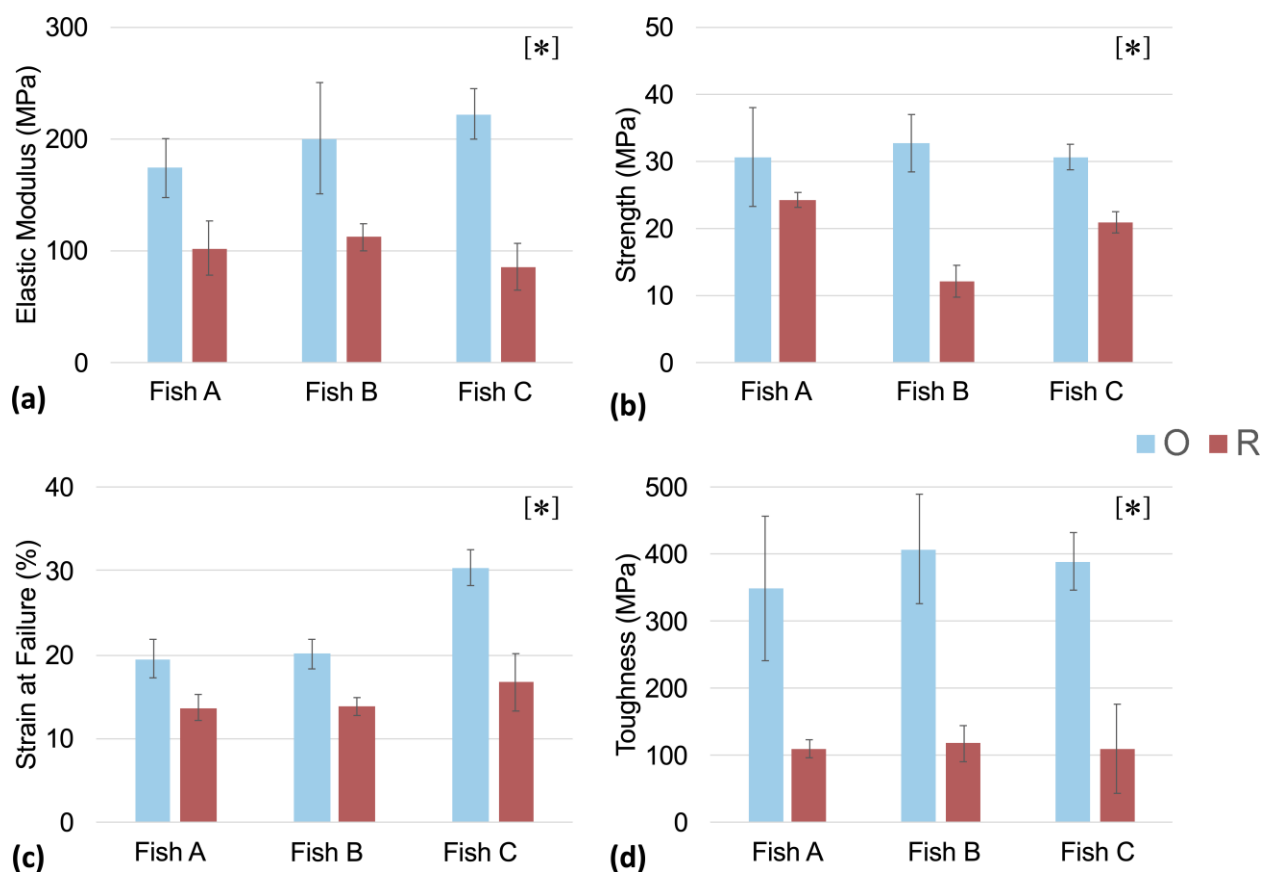 300
200
100
0
Elastic Modulus (MPa)
[*]
Fish A
Fish B
Fish C
(a)
50
40
30
20
10
0
Strength (MPa)
[*]
Fish A
Fish B
Fish C
(b)
O
R
40
30
20
10
0
Strain at Failure (%)
[*]
Fish A
Fish B
Fish C
(c)
500
400
300
200
100
0
Toughness (MPa)
[*]
Fish A
Fish B
Fish C
(d)